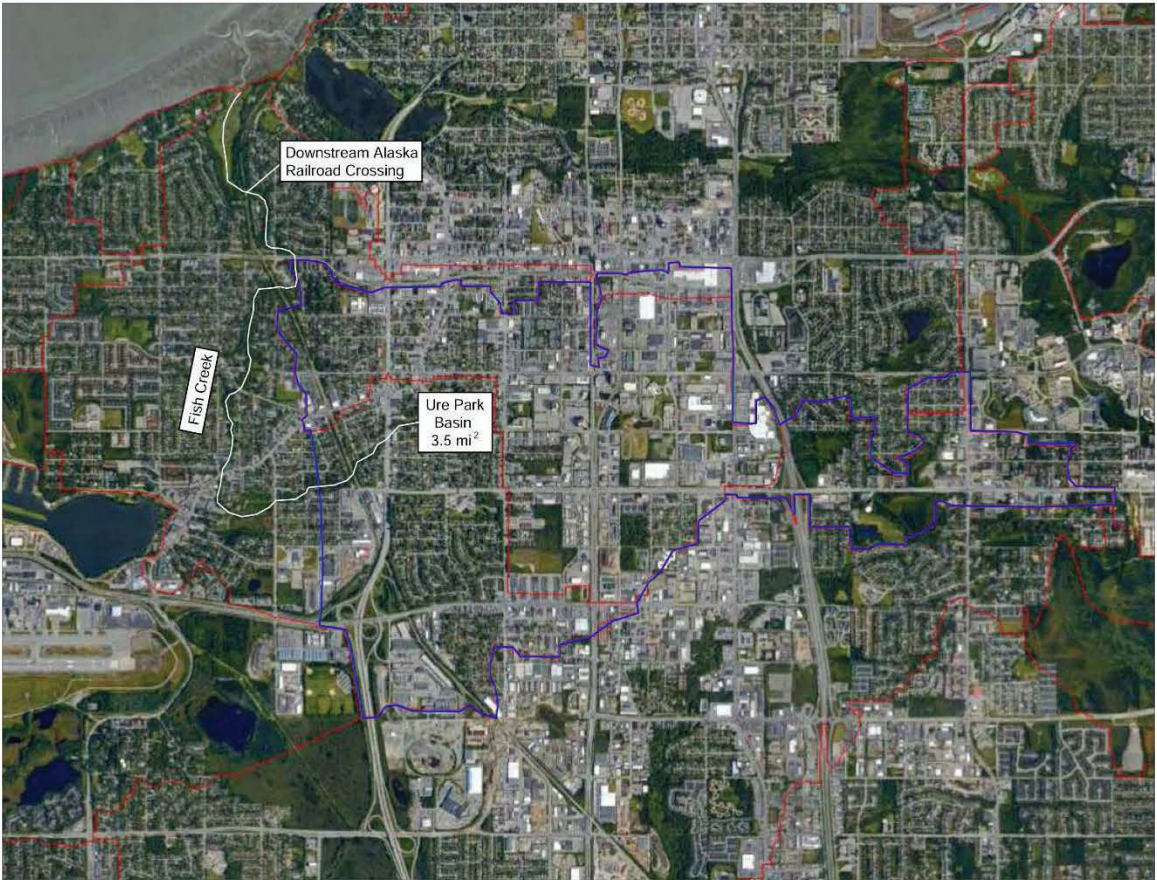 Downstream Alaska
Railroad Crossing
Fish Creek
Ure Park
Basin
3.5 mi²